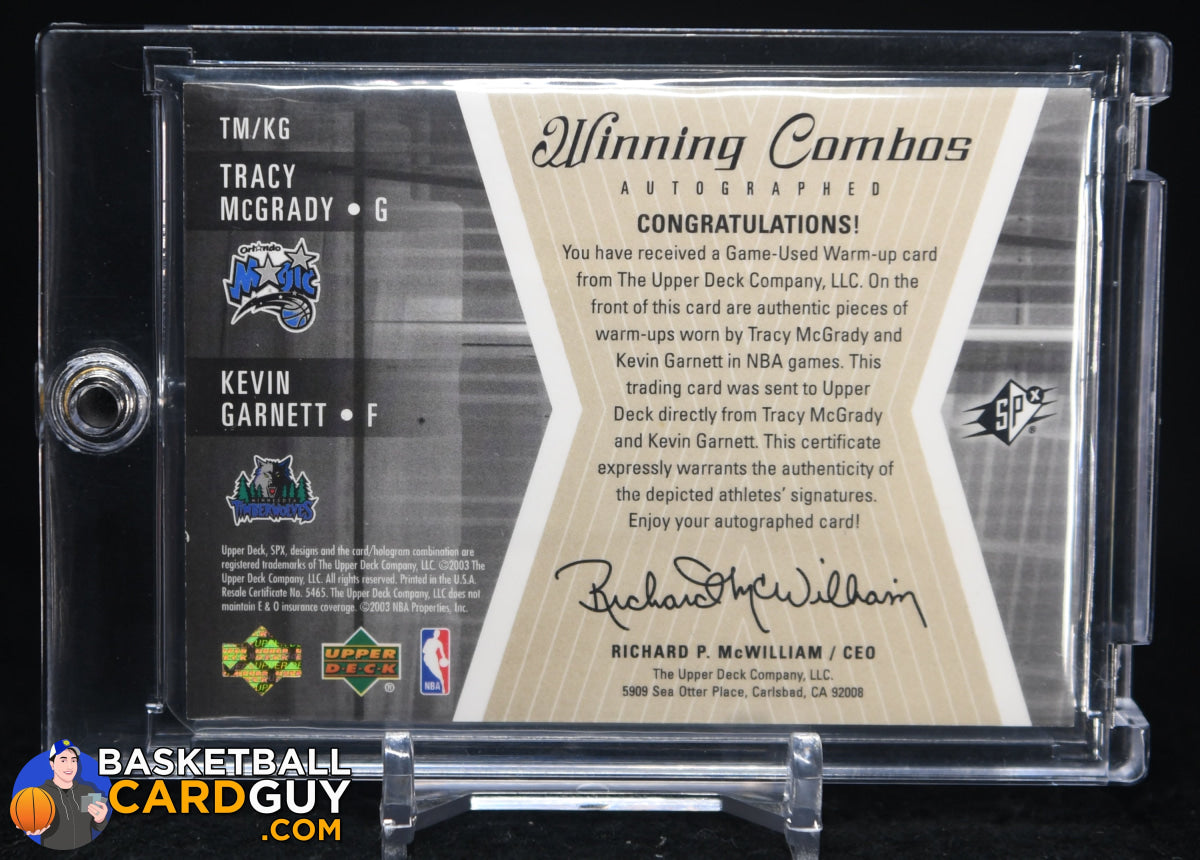 TM/KG
TRACY
McGRADY • G
Orlando
Magic
KEVIN
GARNETT • F
MINNESOTA
TIMBERWOLVES
Upper Deck, SPX, designs and the card/hologram combination are
registered trademarks of The Upper Deck Company, LLC. ©2003 The
Upper Deck Company, LLC. All rights reserved. Printed in the U.S.A.
Resale Certificate No. 5465. The Upper Deck Company, LLC does not
maintain E & O insurance coverage. ©2003 NBA Properties, Inc.
UPPER
DECK
®
NBA
Winning Combos
AUTOGRAPHED
CONGRATULATIONS!
You have received a Game-Used Warm-up card
from The Upper Deck Company, LLC. On the
front of this card are authentic pieces of
warm-ups worn by Tracy McGrady and
Kevin Garnett in NBA games. This
trading card was sent to Upper
Deck directly from Tracy McGrady
and Kevin Garnett. This certificate
expressly warrants the authenticity of
the depicted athletes' signatures.
Enjoy your autographed card!
Richard McWilliam
RICHARD P. McWILLIAM / CEO
The Upper Deck Company, LLC.
5909 Sea Otter Place, Carlsbad, CA 92008
SPx
®
BASKETBALL
CARDGUY
.COM